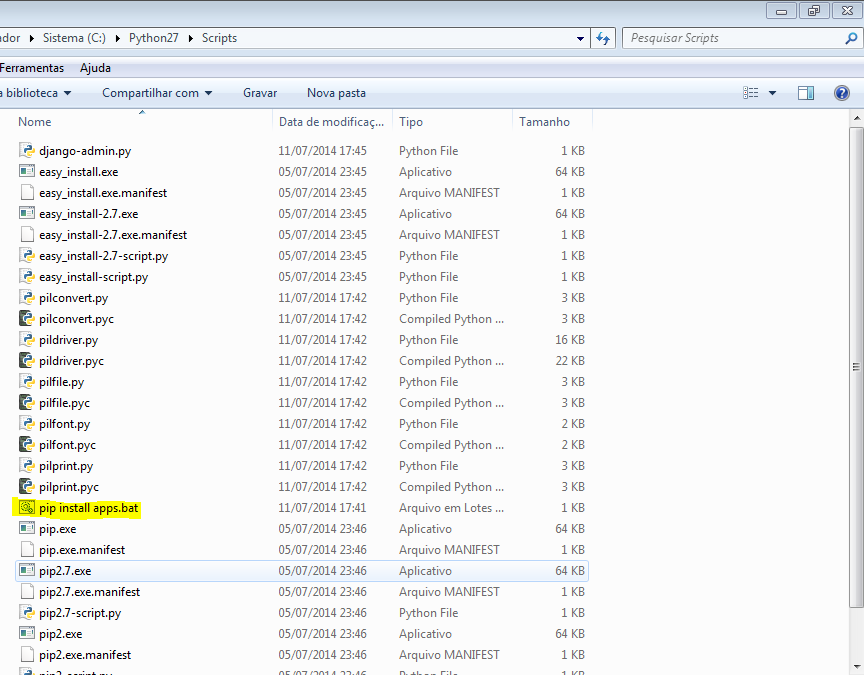 ador Sistema (C:) Python27 Scripts Pesquisar Scripts
Ferramentas Ajuda
a biblioteca Compartilhar com Gravar Nova pasta
Nome Data de modificaç... Tipo Tamanho
django-admin.py 11/07/2014 17:45 Python File 1 KB
easy_install.exe 05/07/2014 23:45 Aplicativo 64 KB
easy_install.exe.manifest 05/07/2014 23:45 Arquivo MANIFEST 1 KB
easy_install-2.7.exe 05/07/2014 23:45 Aplicativo 64 KB
easy_install-2.7.exe.manifest 05/07/2014 23:45 Arquivo MANIFEST 1 KB
easy_install-2.7-script.py 05/07/2014 23:45 Python File 1 KB
easy_install-script.py 05/07/2014 23:45 Python File 1 KB
pilconvert.py 11/07/2014 17:42 Python File 3 KB
pilconvert.pyc 11/07/2014 17:42 Compiled Python ... 3 KB
pildriver.py 11/07/2014 17:42 Python File 16 KB
pildriver.pyc 11/07/2014 17:42 Compiled Python ... 22 KB
pilfile.py 11/07/2014 17:42 Python File 3 KB
pilfile.pyc 11/07/2014 17:42 Compiled Python ... 3 KB
pilfont.py 11/07/2014 17:42 Python File 2 KB
pilfont.pyc 11/07/2014 17:42 Compiled Python ... 2 KB
pilprint.py 11/07/2014 17:42 Python File 3 KB
pilprint.pyc 11/07/2014 17:42 Compiled Python ... 3 KB
pip install apps.bat 11/07/2014 17:41 Arquivo em Lotes ... 1 KB
pip.exe 05/07/2014 23:46 Aplicativo 64 KB
pip.exe.manifest 05/07/2014 23:46 Arquivo MANIFEST 1 KB
pip2.7.exe 05/07/2014 23:46 Aplicativo 64 KB
pip2.7.exe.manifest 05/07/2014 23:46 Arquivo MANIFEST 1 KB
pip2.7-script.py 05/07/2014 23:46 Python File 1 KB
pip2.exe 05/07/2014 23:46 Aplicativo 64 KB
pip2.exe.manifest 05/07/2014 23:46 Arquivo MANIFEST 1 KB
pip2-script.py 05/07/2014 23:46 Python File 1 KB